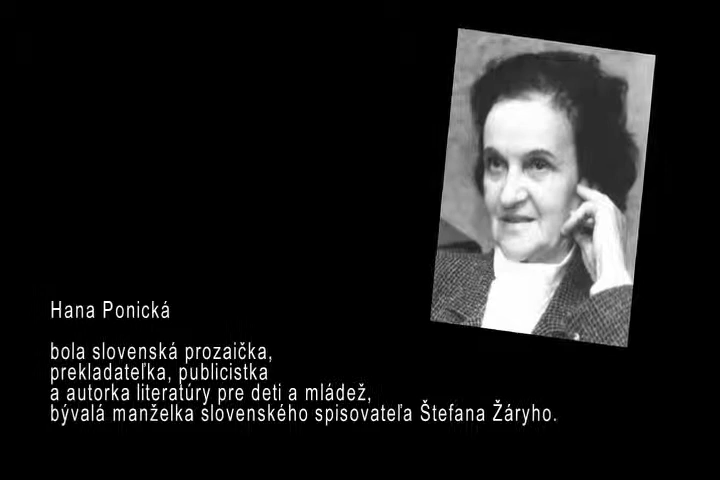 Hana Ponická
bola slovenská prozaička,
prekladateľka, publicistka
a autorka literatúry pre deti a mládež,
bývalá manželka slovenského spisovateľa Štefana Žáryho.